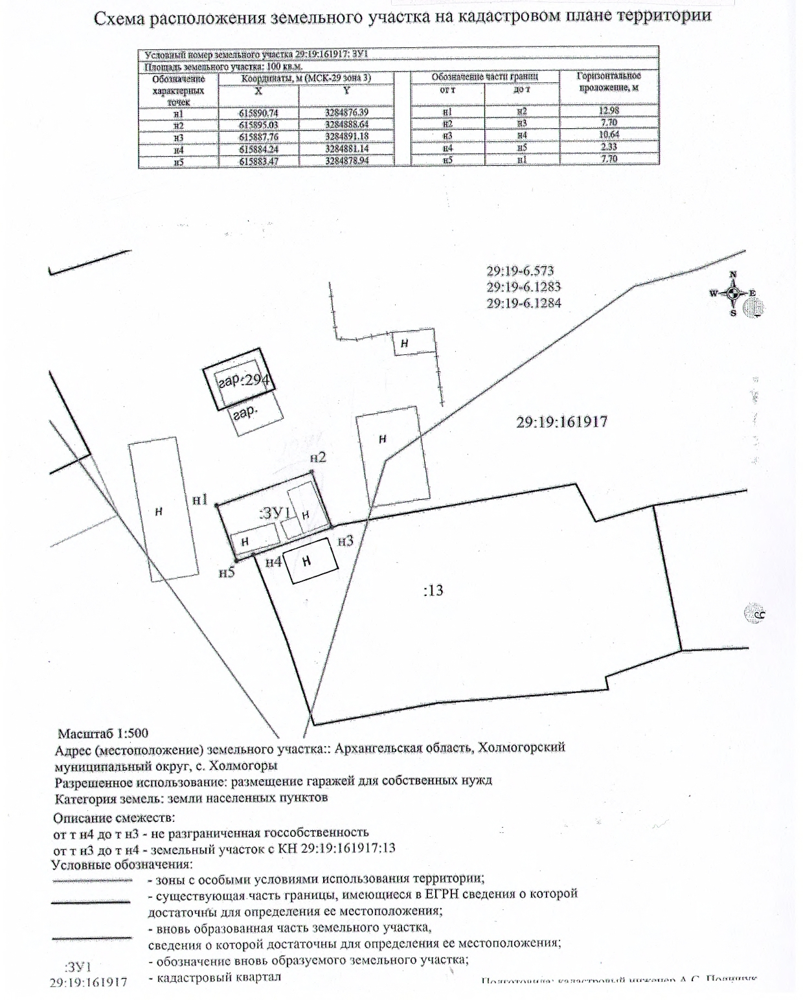 Схема расположения земельного участка на кадастровом плане территории
Условный номер земельного участка 29:19:161917: ЗУ1
Площадь земельного участка: 100 кв.м.
Обозначение характерных точек Координаты, м (МСК-29 зона 3) Обозначение части границ Горизонтальное проложение, м
X Y от т до т
н1 615890.74 3284876.39 н1 н2 12.98
н2 615895.03 3284888.64 н2 н3 7.70
н3 615887.76 3284891.18 н3 н4 10.64
н4 615884.24 3284881.14 н4 н5 2.33
н5 615883.47 3284878.94 н5 н1 7.70
29:19-6.573
29:19-6.1283
29:19-6.1284
N
W E
S
Н
гар.:294
гар.
29:19:161917
Н
н2
н1
Н
:ЗУ1
Н
Н
н3
н4
Н
н5
:13
СС
Масштаб 1:500
Адрес (местоположение) земельного участка:: Архангельская область, Холмогорский
муниципальный округ, с. Холмогоры
Разрешенное использование: размещение гаражей для собственных нужд
Категория земель: земли населенных пунктов
Описание смежеств:
от т н4 до т н3 - не разграниченная госсобственность
от т н3 до т н4 - земельный участок с КН 29:19:161917:13
Условные обозначения:
- зоны с особыми условиями использования территории;
- существующая часть границы, имеющиеся в ЕГРН сведения о которой
достаточны для определения ее местоположения;
- вновь образованная часть земельного участка,
сведения о которой достаточны для определения ее местоположения;
:ЗУ1 - обозначение вновь образуемого земельного участка;
29:19:161917 - кадастровый квартал
Подготовила: кадастровый инженер А.С.